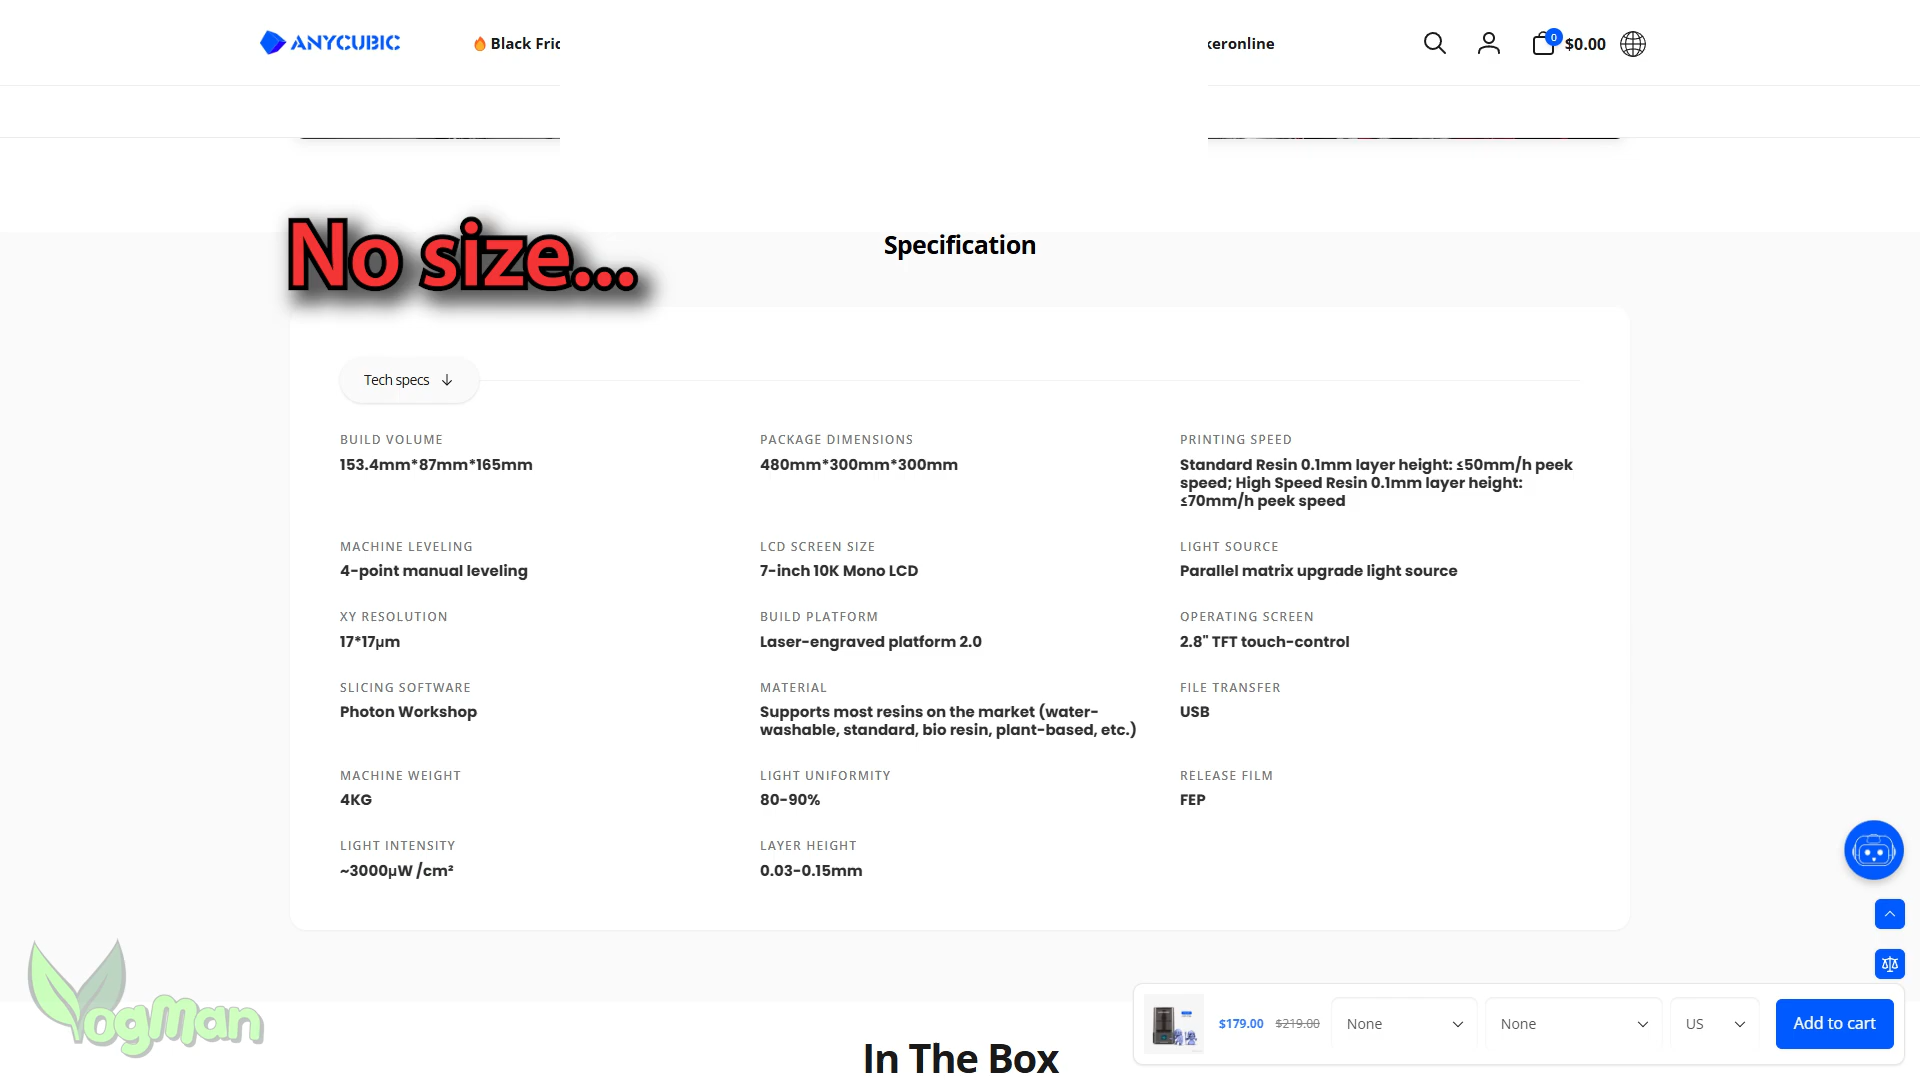 ANYCUBIC
Black Fric
keronline
0
$0.00
No size...
Specification
Tech specs
BUILD VOLUME
153.4mm*87mm*165mm
PACKAGE DIMENSIONS
480mm*300mm*300mm
PRINTING SPEED
Standard Resin 0.1mm layer height: ≤50mm/h peek
speed; High Speed Resin 0.1mm layer height:
≤70mm/h peek speed
MACHINE LEVELING
4-point manual leveling
LCD SCREEN SIZE
7-inch 10K Mono LCD
LIGHT SOURCE
Parallel matrix upgrade light source
XY RESOLUTION
17*17μm
BUILD PLATFORM
Laser-engraved platform 2.0
OPERATING SCREEN
2.8" TFT touch-control
SLICING SOFTWARE
Photon Workshop
MATERIAL
Supports most resins on the market (water-
washable, standard, bio resin, plant-based, etc.)
FILE TRANSFER
USB
MACHINE WEIGHT
4KG
LIGHT UNIFORMITY
80-90%
RELEASE FILM
FEP
LIGHT INTENSITY
~3000μW/cm²
LAYER HEIGHT
0.03-0.15mm
YogMan
$179.00
$219.00
None
None
US
Add to cart
In The Box